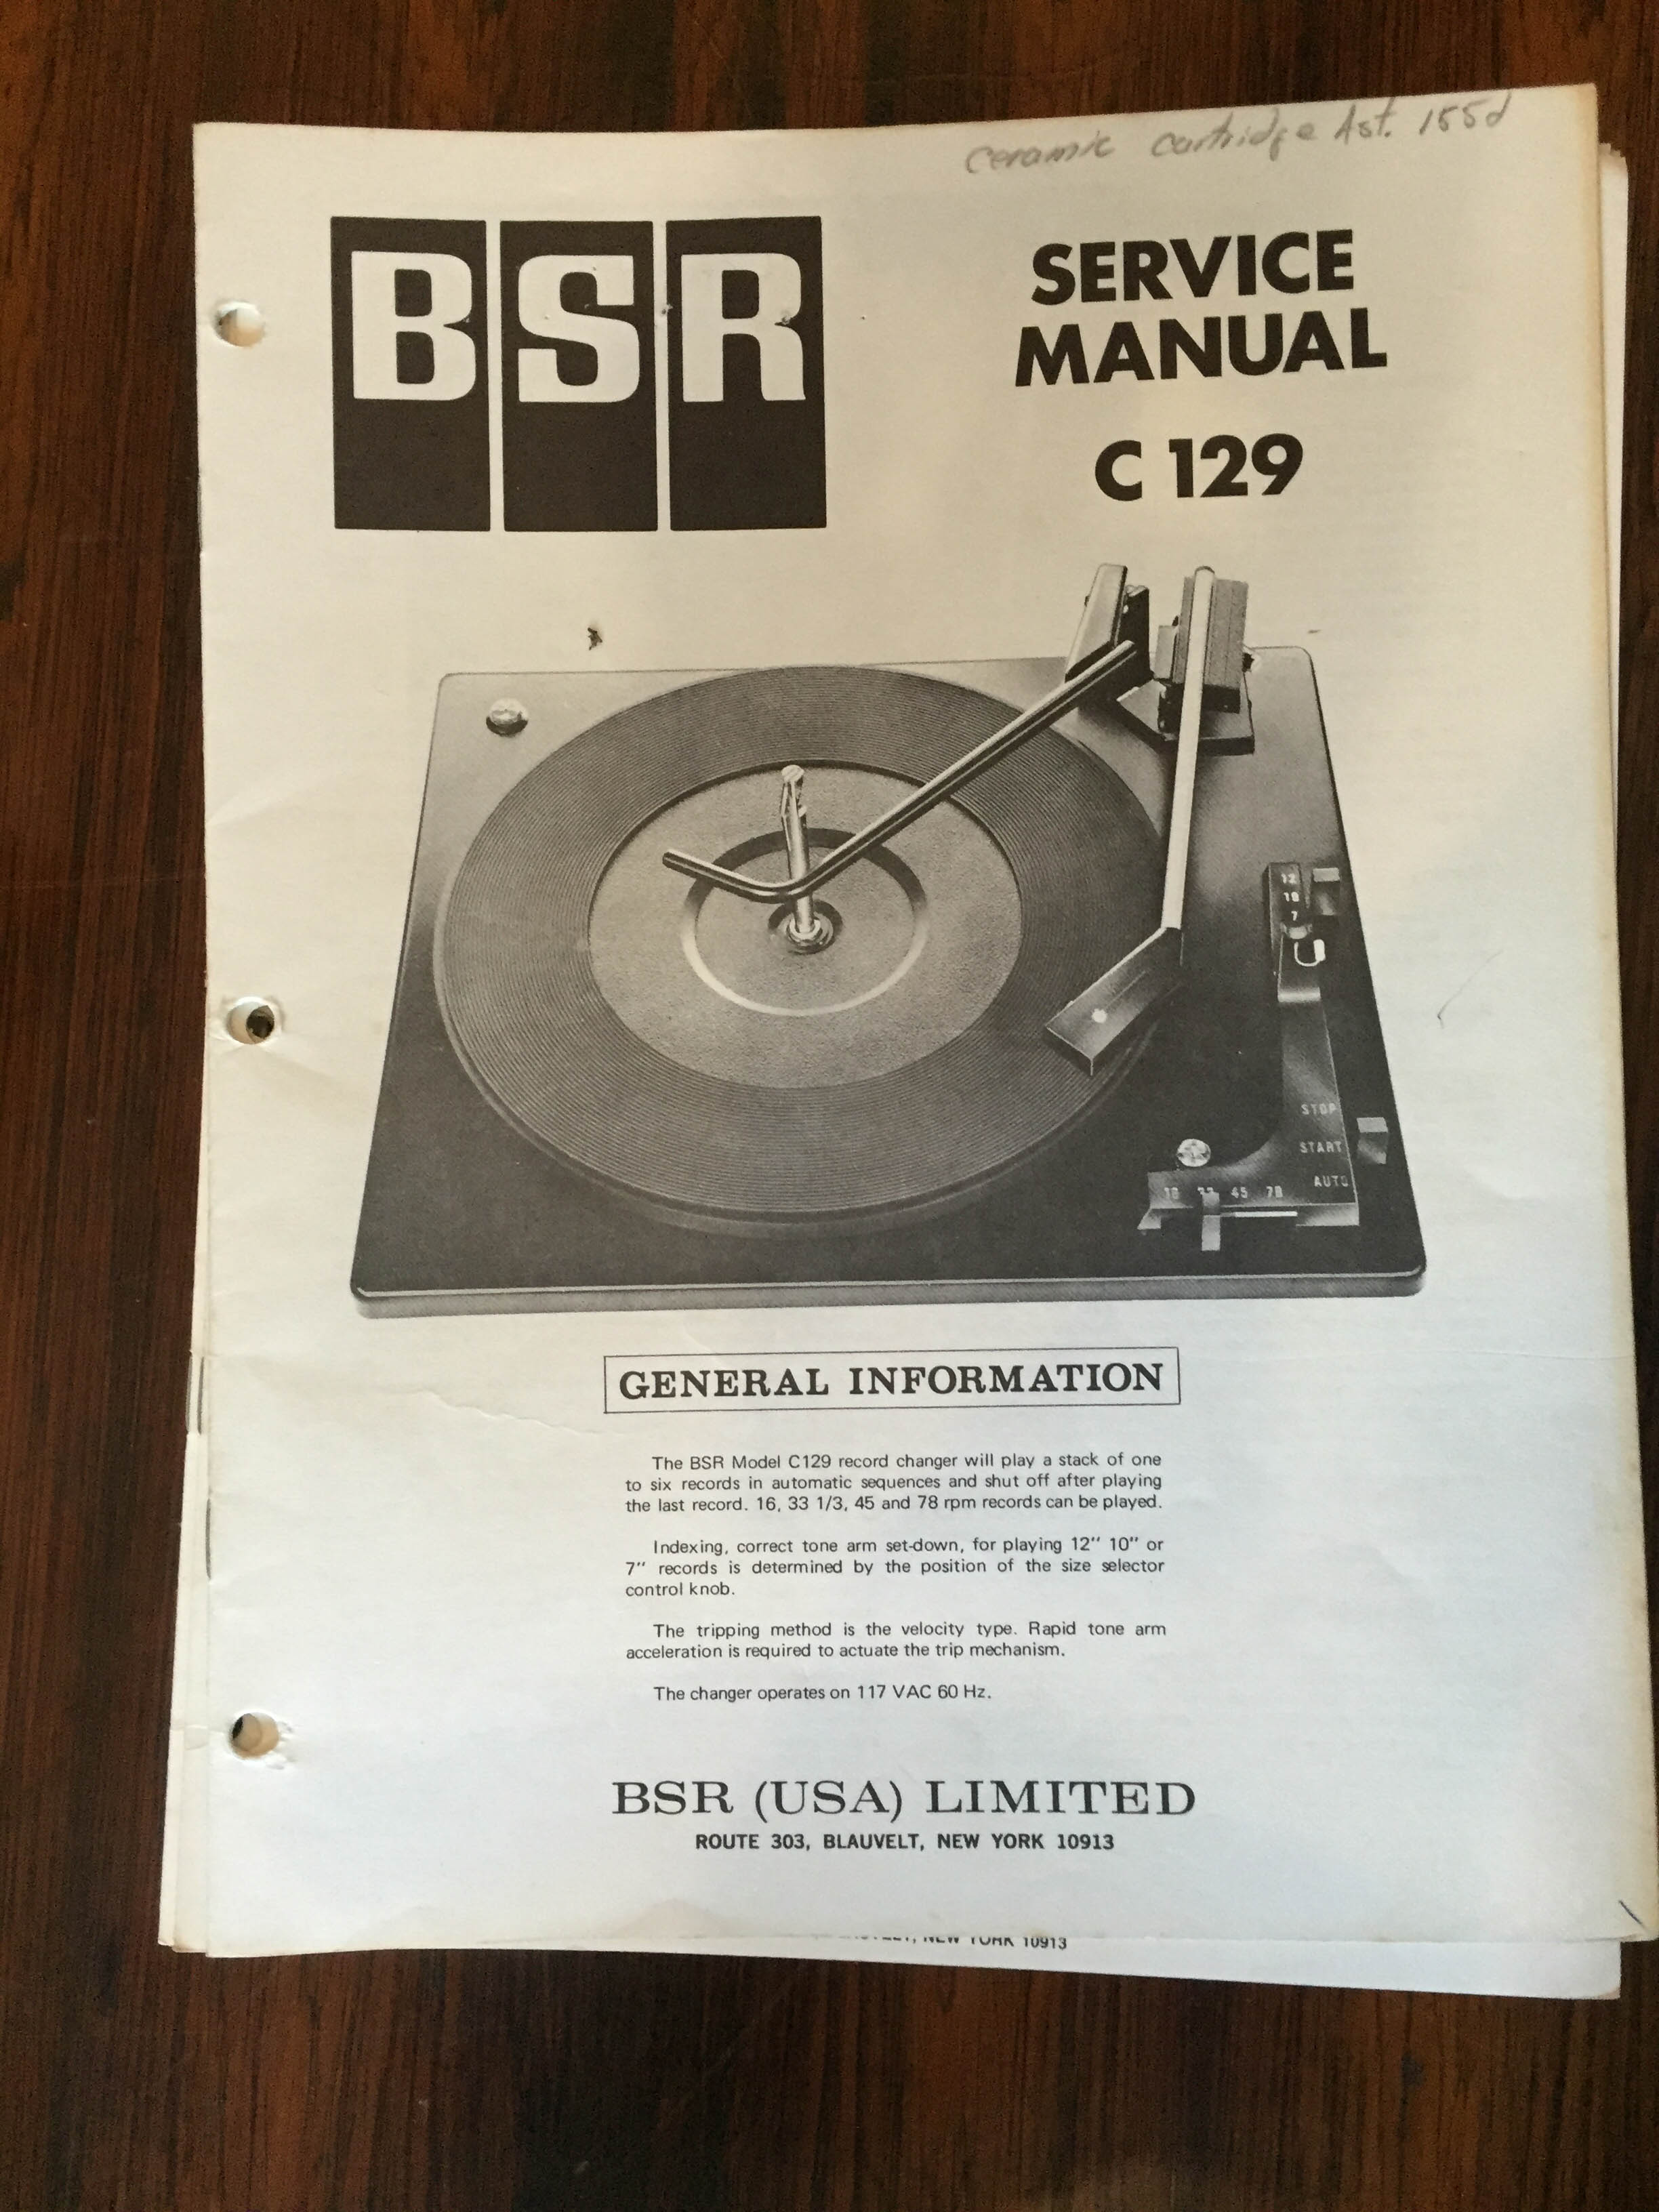 ceramic cartridge Ast. 155d
BSR
SERVICE
MANUAL
C 129
12
10
7
STOP
START
AUTO
16 33 45 78
GENERAL INFORMATION
The BSR Model C129 record changer will play a stack of one
to six records in automatic sequences and shut off after playing
the last record. 16, 33 1/3, 45 and 78 rpm records can be played.
Indexing, correct tone arm set-down, for playing 12" 10" or
7" records is determined by the position of the size selector
control knob.
The tripping method is the velocity type. Rapid tone arm
acceleration is required to actuate the trip mechanism.
The changer operates on 117 VAC 60 Hz.
BSR (USA) LIMITED
ROUTE 303, BLAUVELT, NEW YORK 10913
NEW YORK 10913